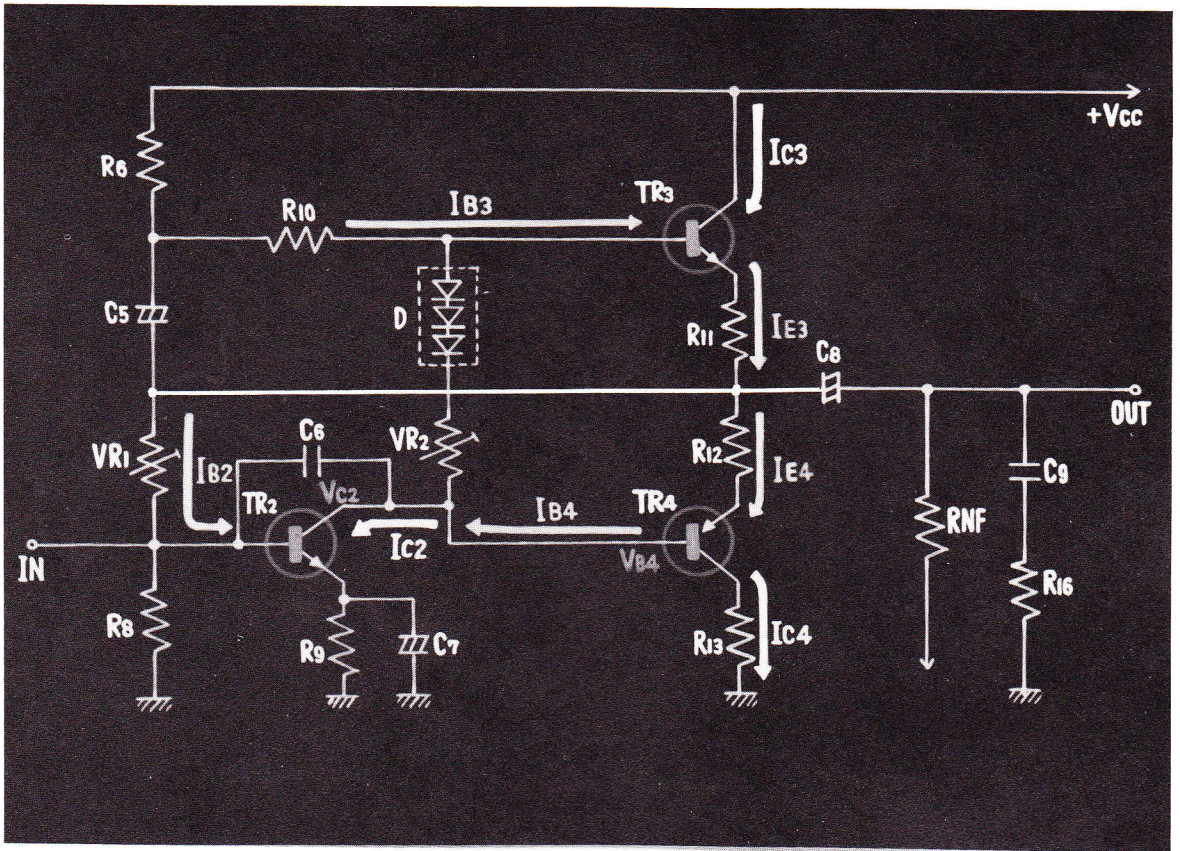 +VCC
IC3
R6
TR3
IB3
R10
C5
D
R11
IE3
C8
OUT
C6
VR2
VR1
IB2
VC2
TR2
R12
IE4
C9
IB4
TR4
IC2
RNF
IN
VB4
R16
R8
R9
C7
R13
IC4